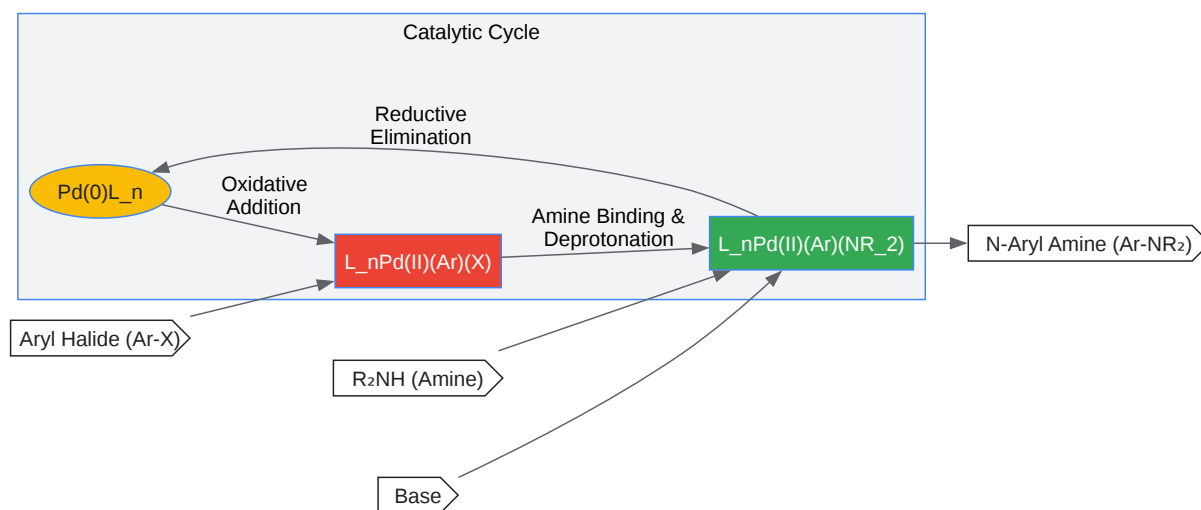 Catalytic Cycle
Reductive
Elimination
Pd(0)L_n
Oxidative
Addition
Amine Binding &
Deprotonation
L_nPd(II)(Ar)(X)
L_nPd(II)(Ar)(NR_2)
N-Aryl Amine (Ar-NR₂)
Aryl Halide (Ar-X)
R₂NH (Amine)
Base